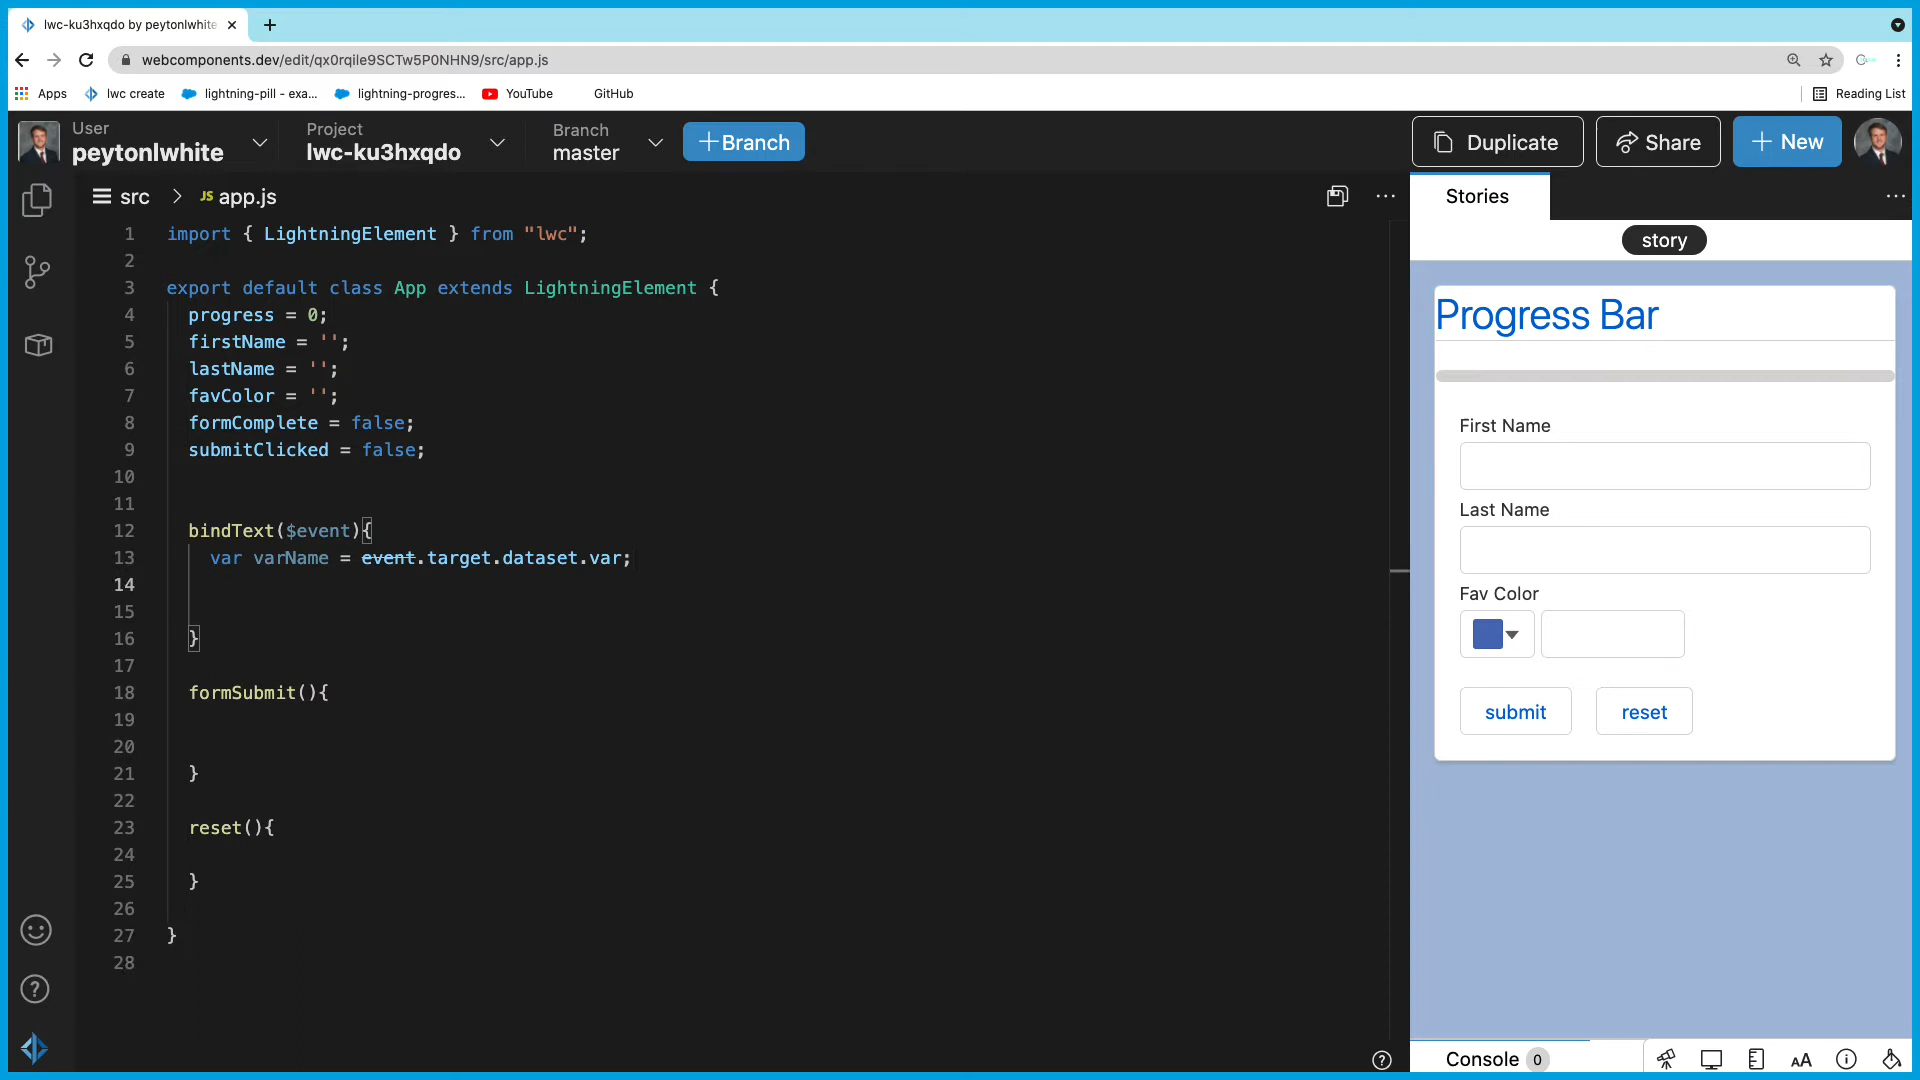 lwc-ku3hxqdo by peytonlwhite
webcomponents.dev/edit/qx0rqile9SCTw5P0NHN9/src/app.js
Apps lwc create lightning-pill - exa... lightning-progres... YouTube GitHub Reading List
User
peytonlwhite
Project
lwc-ku3hxqdo
Branch
master
+Branch
Duplicate
Share
+ New
src > JS app.js
Stories
story
1 import { LightningElement } from "lwc";
2
3 export default class App extends LightningElement {
4 progress = 0;
5 firstName = '';
6 lastName = '';
7 favColor = '';
8 formComplete = false;
9 submitClicked = false;
10
11
12 bindText($event){
13 var varName = event.target.dataset.var;
14
15
16 }
17
18 formSubmit(){
19
20
21 }
22
23 reset(){
24
25 }
26
27 }
28
Progress Bar
First Name
Last Name
Fav Color
submit reset
Console 0
AA